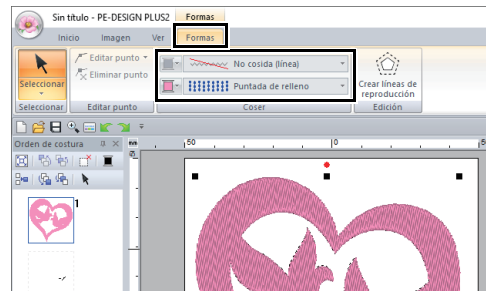 Sin título - PE-DESIGN PLUS2 Formas
Inicio Imagen Ver Formas
Seleccionar
Editar punto
Eliminar punto
No cosida (línea)
Puntada de relleno
Crear líneas de
reproducción
Seleccionar Editar punto Coser Edición
Orden de costura
mm 50 0 50
1